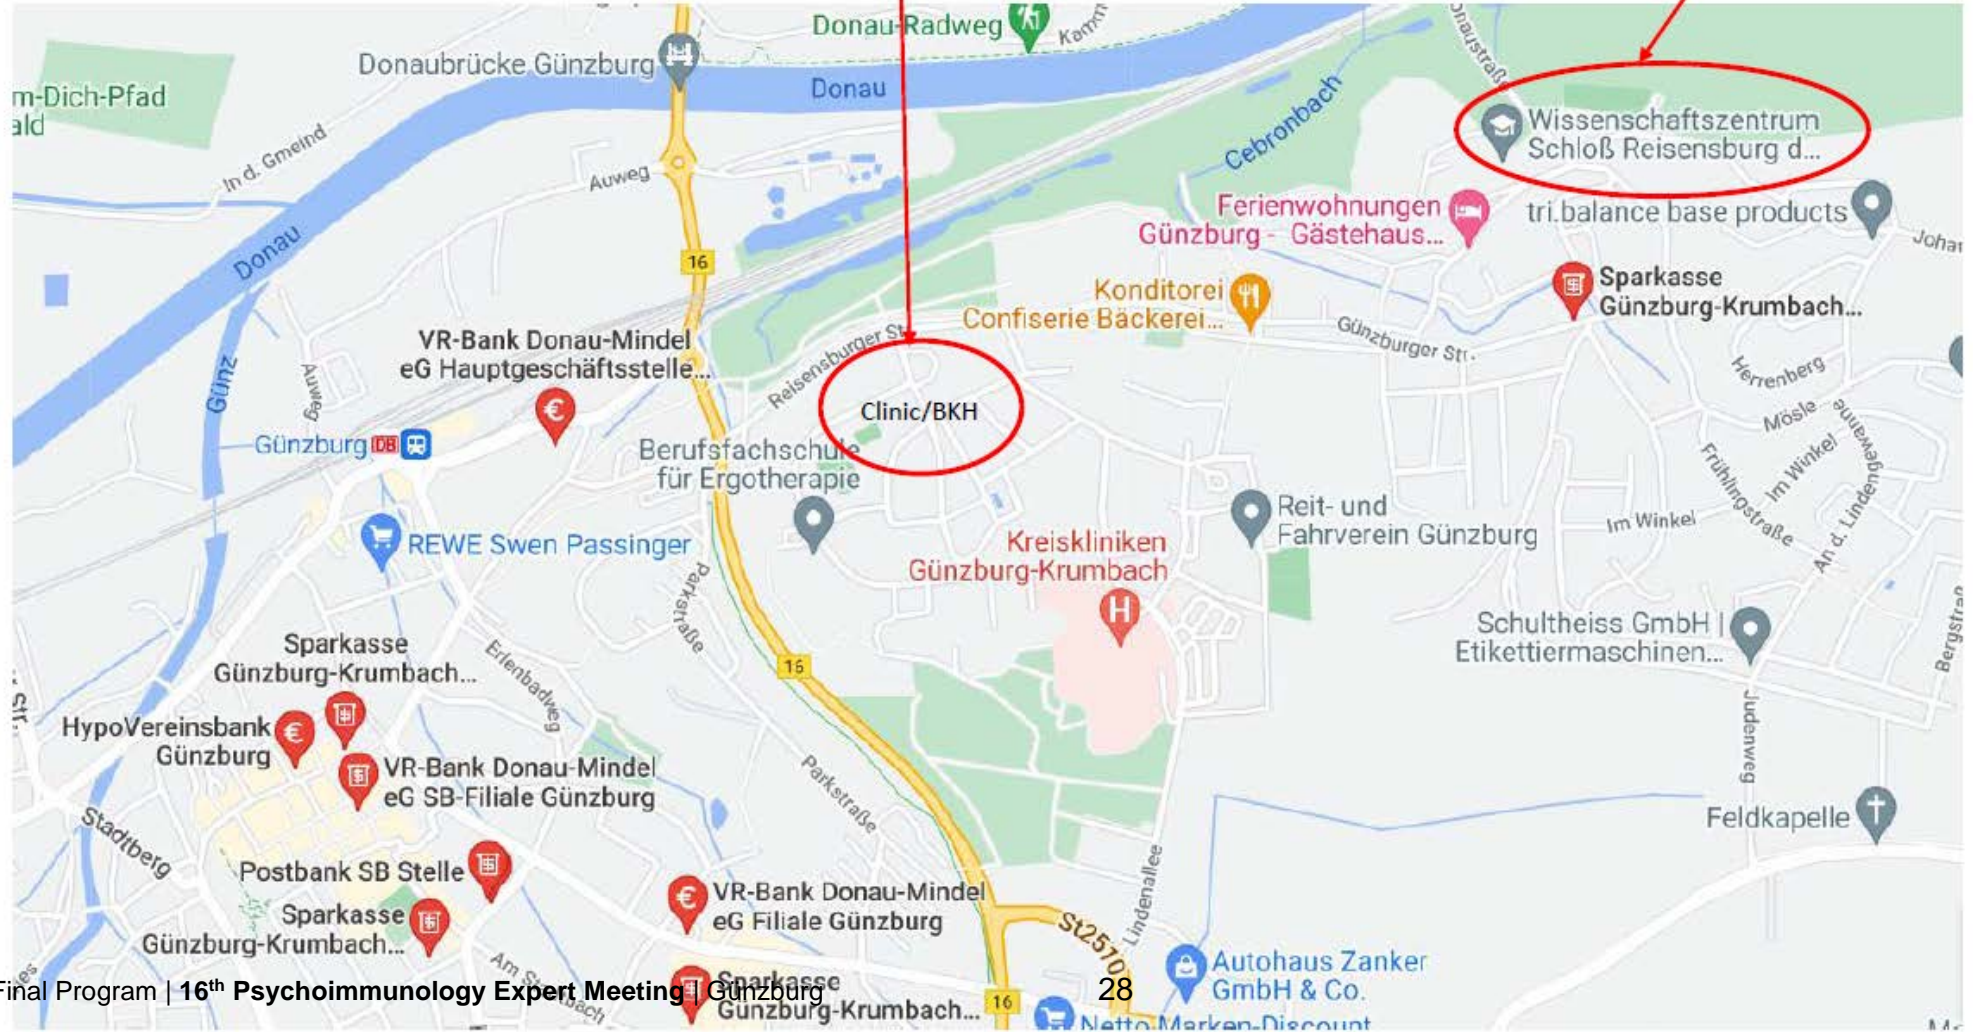 Donau-Radweg
Donaubrücke Günzburg
m-Dich-Pfad
ald
Donau
In d. Gmeind
Auweg
Cebronbach
Wissenschaftszentrum
Schloß Reisensburg d...
Ferienwohnungen
Günzburg - Gästehaus...
tri.balance base products
Johar
Donau
16
Konditorei
Confiserie Bäckerei...
Sparkasse
Günzburg-Krumbach...
VR-Bank Donau-Mindel
eG Hauptgeschäftsstelle...
Reisensburger St
Günzburger Str.
Günz
Auweg
Herrenberg
Clinic/BKH
Mösle
Günzburg DB
Berufsfachschule
für Ergotherapie
Im Winkel
Frühlingstraße
An d. Lindengewanne
Reit- und
Fahrverein Günzburg
Im Winkel
REWE Swen Passinger
Kreiskliniken
Günzburg-Krumbach
H
Parkstraße
Schultheiss GmbH |
Etikettiermaschinen...
Sparkasse
Günzburg-Krumbach...
Erlenbadweg
16
Str.
HypoVereinsbank
Günzburg
Judenweg
VR-Bank Donau-Mindel
eG SB-Filiale Günzburg
Parkstraße
Feldkapelle
Stadtberg
Postbank SB Stelle
Lindenallee
VR-Bank Donau-Mindel
eG Filiale Günzburg
Sparkasse
Günzburg-Krumbach...
St2510
Autohaus Zanker
GmbH & Co.
Sparkasse
Günzburg-Krumbach...
16
Netto Marken-Discount
Final Program | 16th Psychoimmunology Expert Meeting | Günzburg
28